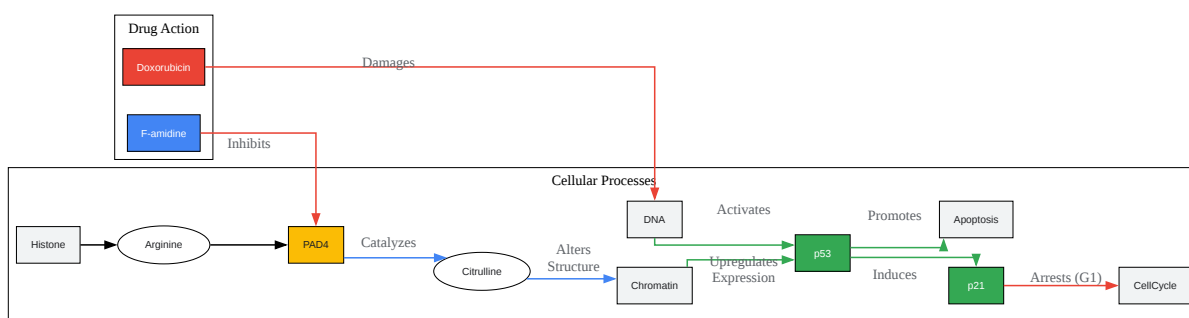 Drug Action
Doxorubicin
Damages
F-amidine
Inhibits
Cellular Processes
Histone
Arginine
PAD4
Catalyzes
Citrulline
Alters
Structure
DNA
Chromatin
Activates
Upregulates
Expression
p53
Promotes
Apoptosis
Induces
p21
Arrests (G1)
CellCycle